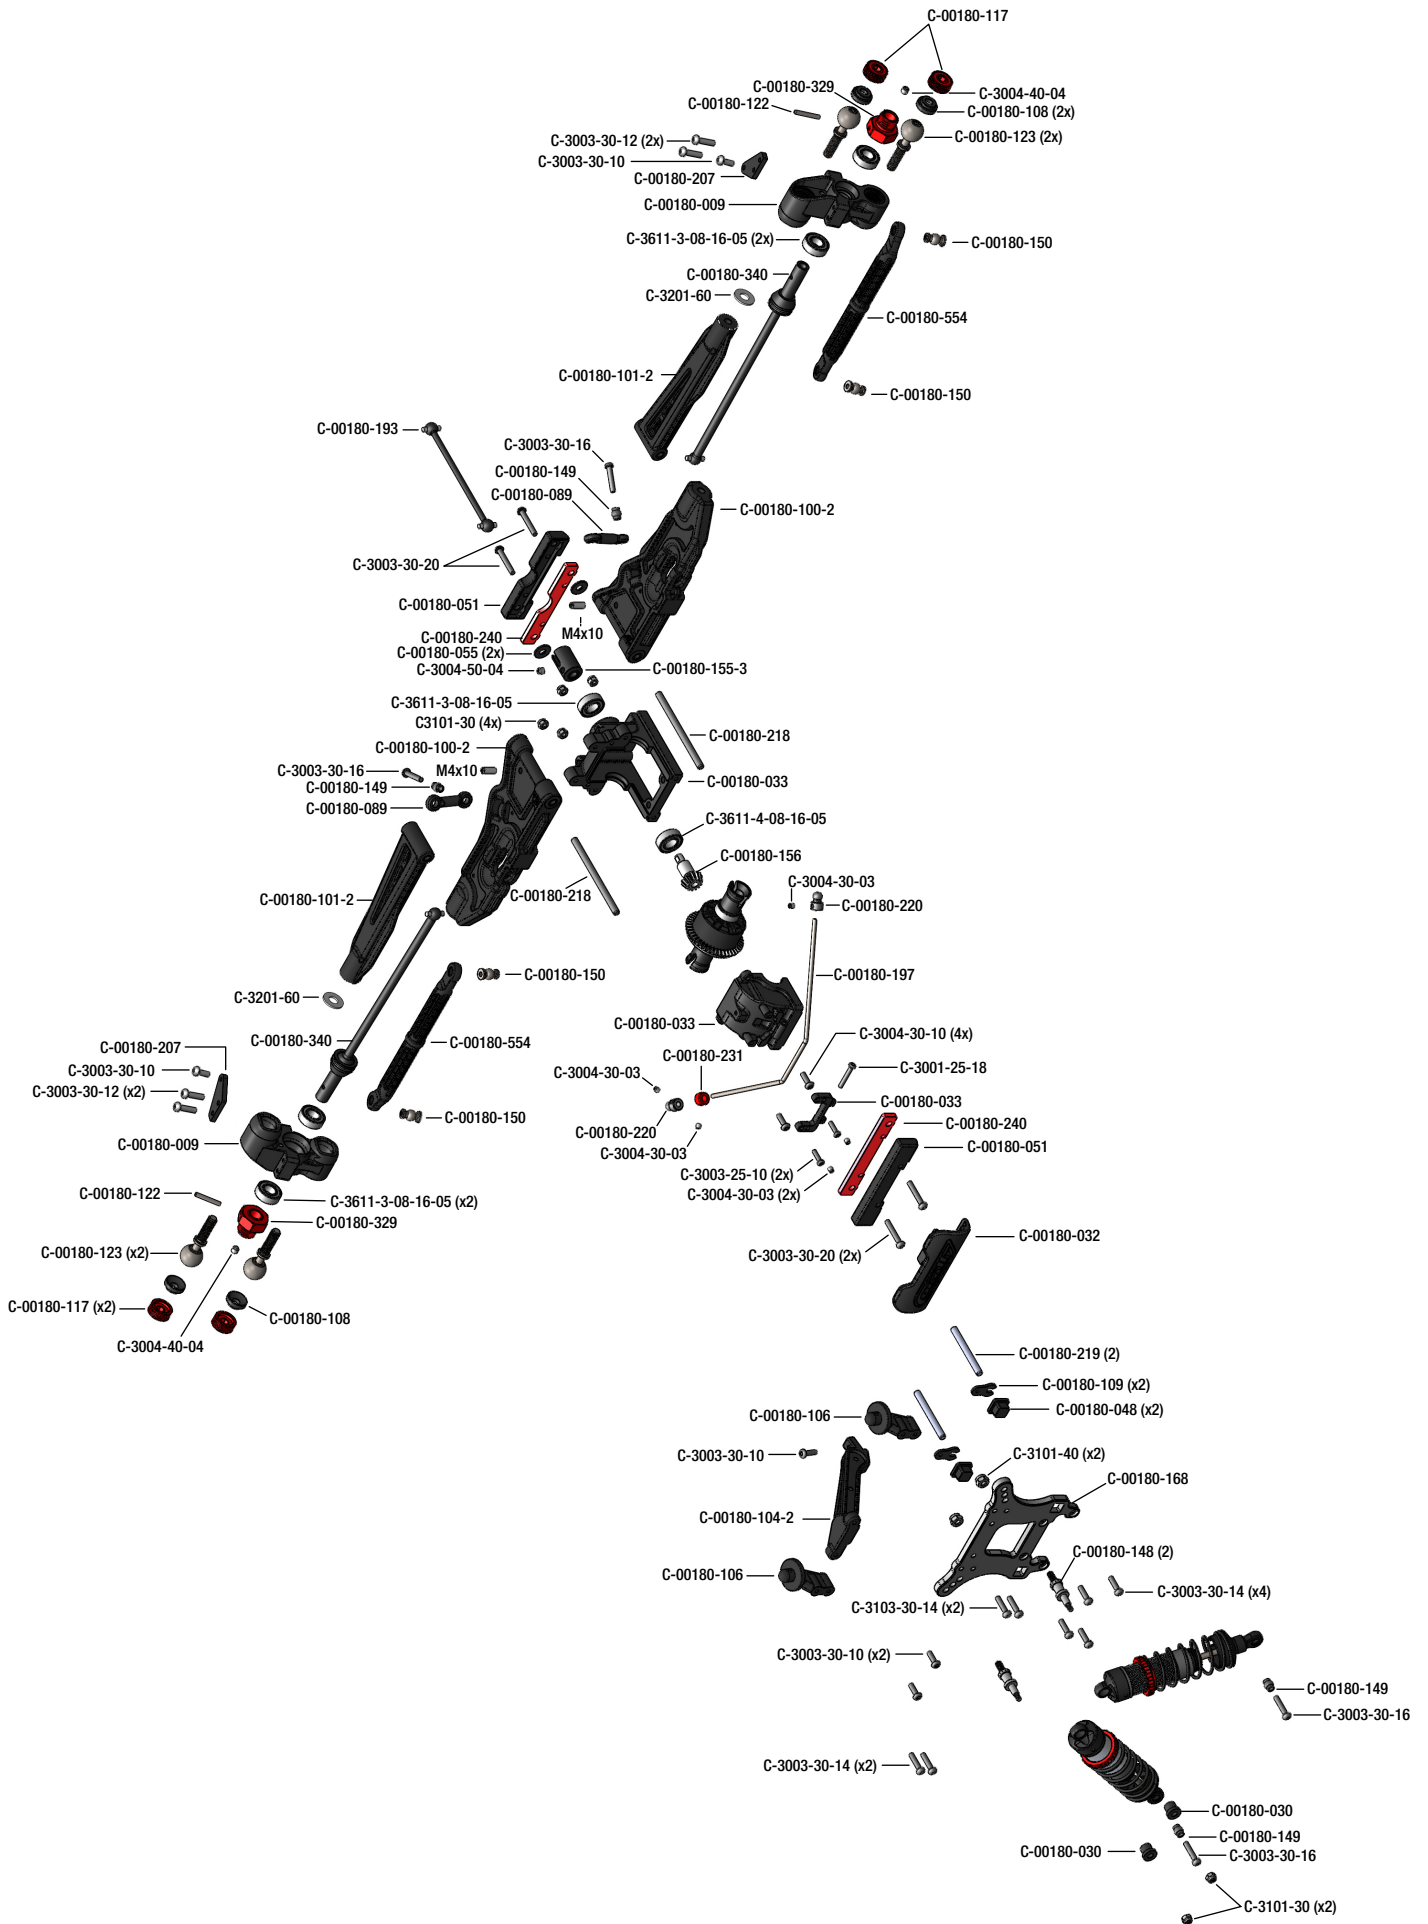 C-00180-117
C-00180-329
C-3004-40-04
C-00180-122
C-00180-108 (2x)
C-3003-30-12 (2x)
C-00180-123 (2x)
C-3003-30-10
C-00180-207
C-00180-009
C-3611-3-08-16-05 (2x)
C-00180-150
C-00180-340
C-3201-60
C-00180-554
C-00180-101-2
C-00180-150
C-00180-193
C-3003-30-16
C-00180-149
C-00180-089
C-00180-100-2
C-3003-30-20
C-00180-051
M4x10
C-00180-240
C-00180-055 (2x)
C-3004-50-04
C-00180-155-3
C-3611-3-08-16-05
C3101-30 (4x)
C-00180-218
C-00180-100-2
C-3003-30-16
M4x10
C-00180-149
C-00180-033
C-00180-089
C-3611-4-08-16-05
C-00180-156
C-3004-30-03
C-00180-218
C-00180-101-2
C-00180-220
C-00180-150
C-00180-197
C-3201-60
C-00180-033
C-3004-30-10 (4x)
C-00180-340
C-00180-554
C-00180-207
C-00180-231
C-3001-25-18
C-3003-30-10
C-3004-30-03
C-3003-30-12 (x2)
C-00180-033
C-00180-150
C-00180-240
C-00180-220
C-00180-009
C-00180-051
C-3004-30-03
C-3003-25-10 (2x)
C-00180-122
C-3004-30-03 (2x)
C-3611-3-08-16-05 (x2)
C-00180-329
C-00180-032
C-00180-123 (x2)
C-3003-30-20 (2x)
C-00180-117 (x2)
C-00180-108
C-3004-40-04
C-00180-219 (2)
C-00180-109 (x2)
C-00180-048 (x2)
C-00180-106
C-3003-30-10
C-3101-40 (x2)
C-00180-168
C-00180-104-2
C-00180-148 (2)
C-00180-106
C-3003-30-14 (x4)
C-3103-30-14 (x2)
C-3003-30-10 (x2)
C-00180-149
C-3003-30-16
C-3003-30-14 (x2)
C-00180-030
C-00180-149
C-00180-030
C-3003-30-16
C-3101-30 (x2)